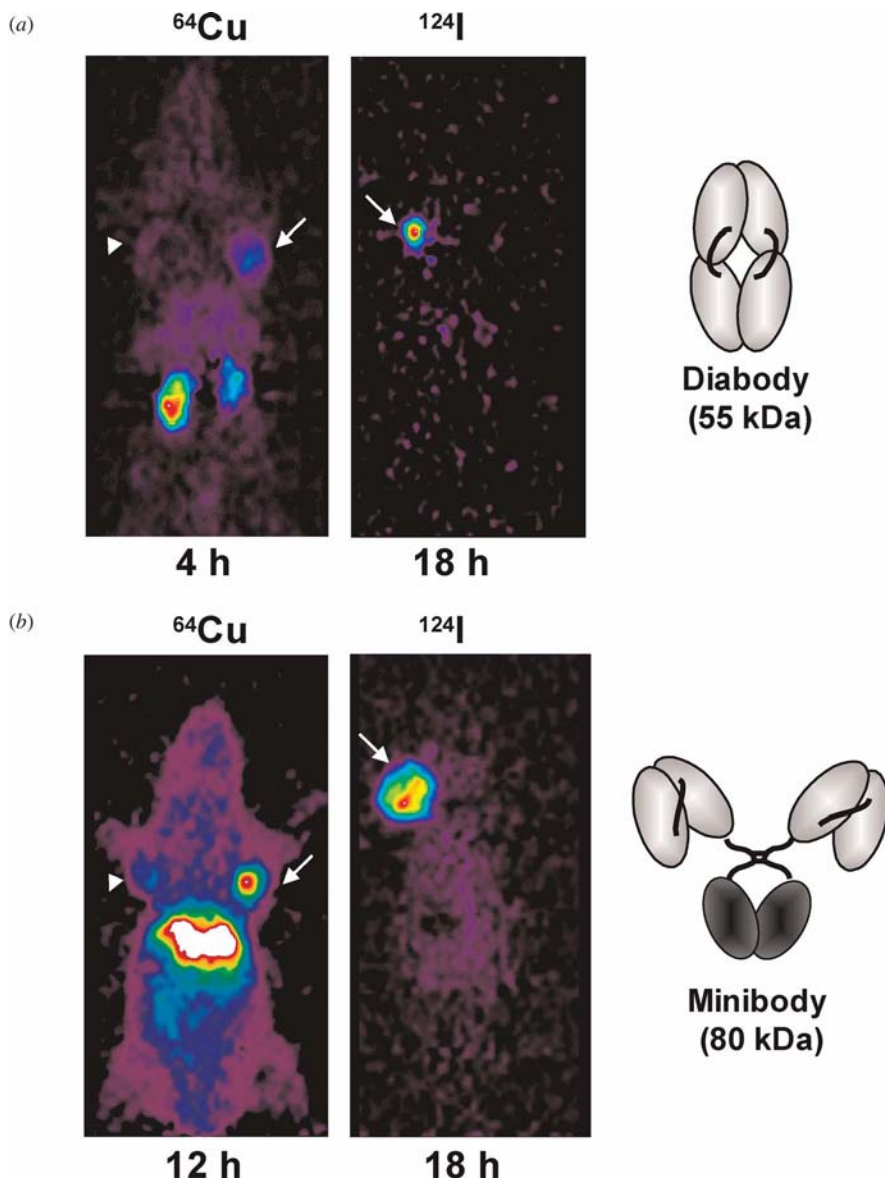 (a)
⁶⁴Cu
¹²⁴I
4 h
18 h
Diabody
(55 kDa)
(b)
⁶⁴Cu
¹²⁴I
12 h
18 h
Minibody
(80 kDa)